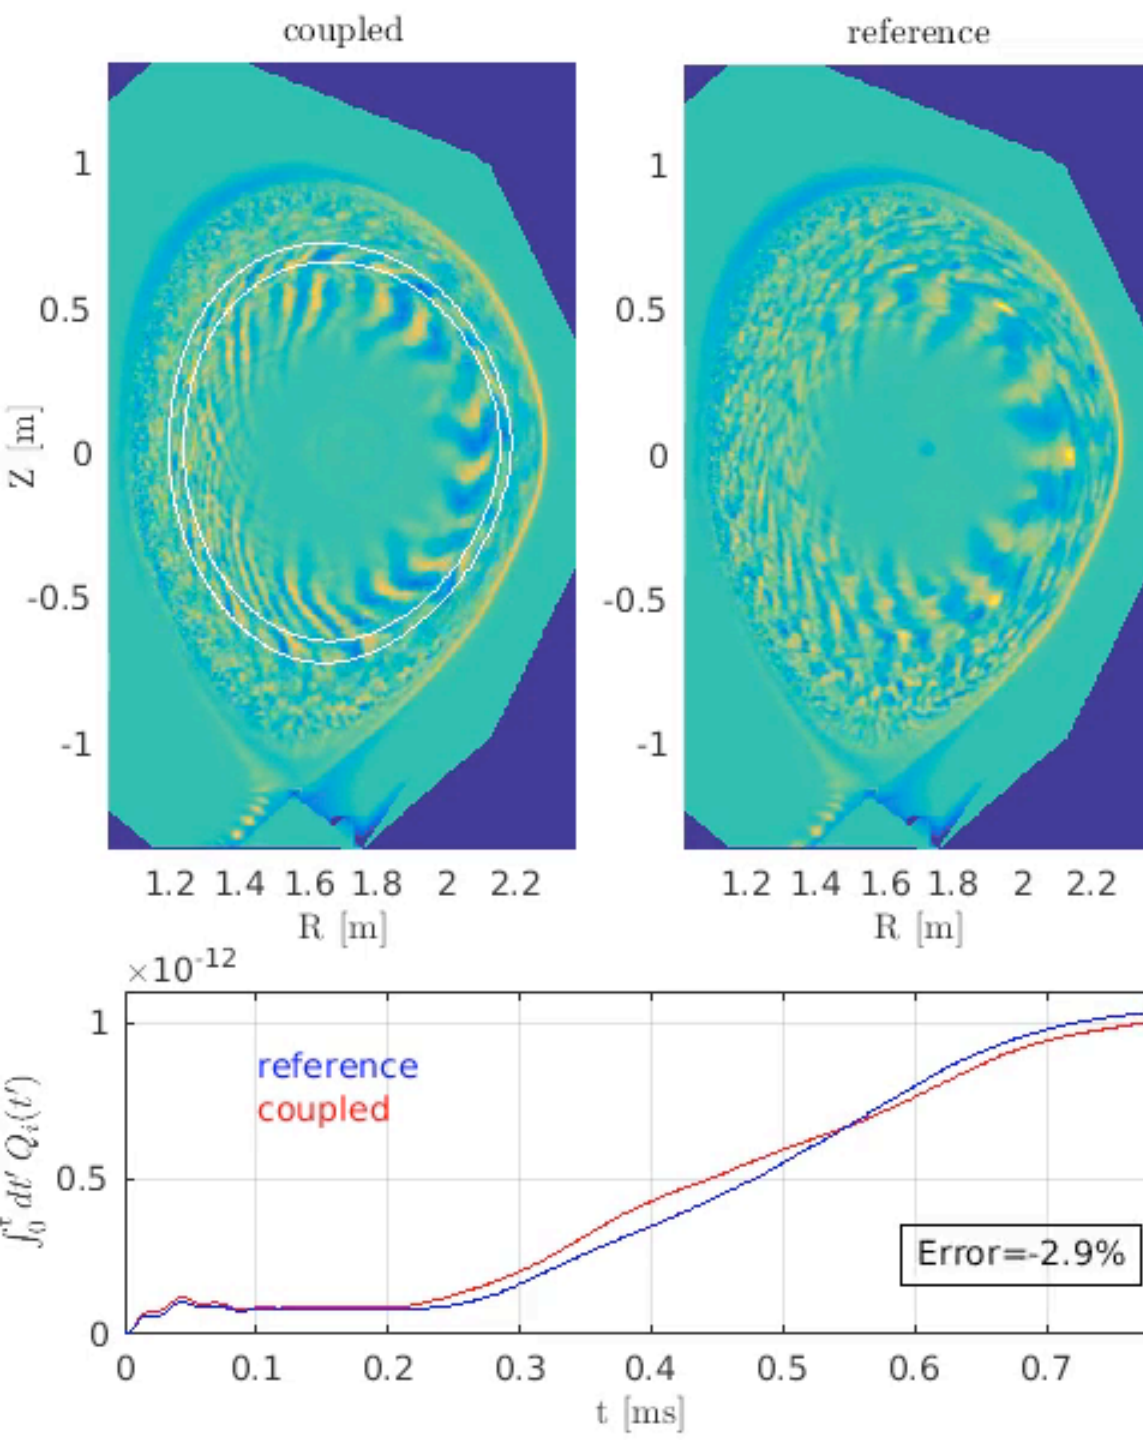 coupled
reference
1
0.5
0
-0.5
-1
Z [m]
1
0.5
0
-0.5
-1
1.2 1.4 1.6 1.8 2 2.2
R [m]
1.2 1.4 1.6 1.8 2 2.2
R [m]
×10⁻¹²
1
0.5
0
∫₀ᵗ dt′ Qᵢ(t′)
reference
coupled
Error=-2.9%
0 0.1 0.2 0.3 0.4 0.5 0.6 0.7
t [ms]